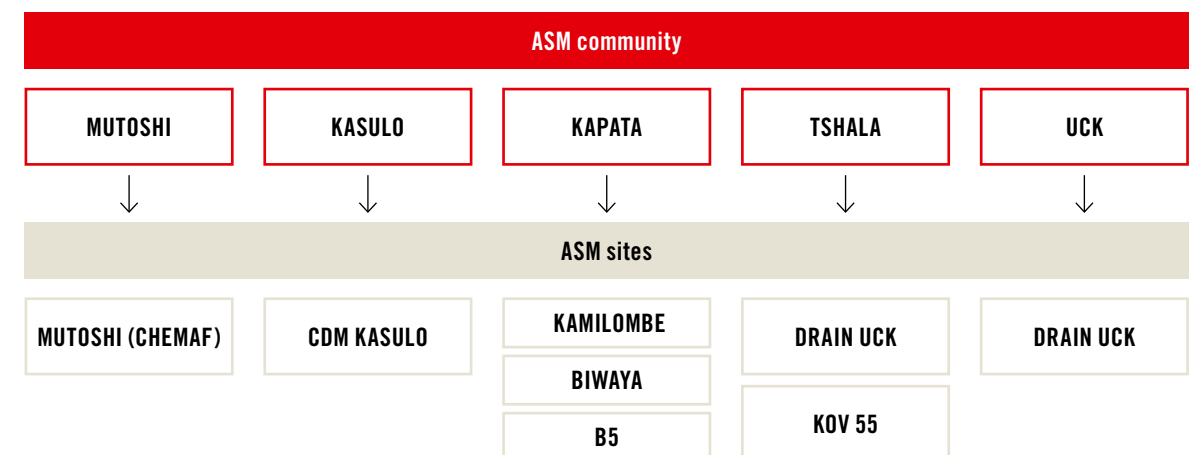 ASM community
MUTOSHI
KASULO
KAPATA
TSHALA
UCK
ASM sites
MUTOSHI (CHEMAF)
CDM KASULO
KAMILOMBE
BIWAYA
B5
DRAIN UCK
KOV 55
DRAIN UCK